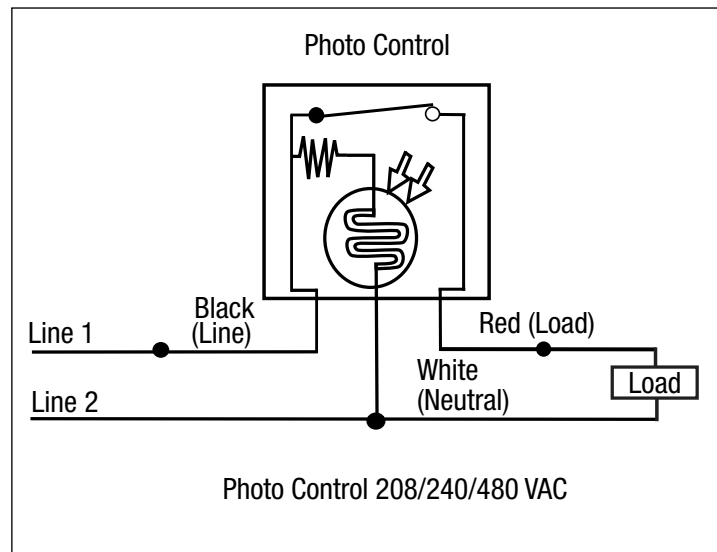 Photo Control
Black
(Line)
Line 1
Red (Load)
Load
White
(Neutral)
Line 2
Photo Control 208/240/480 VAC